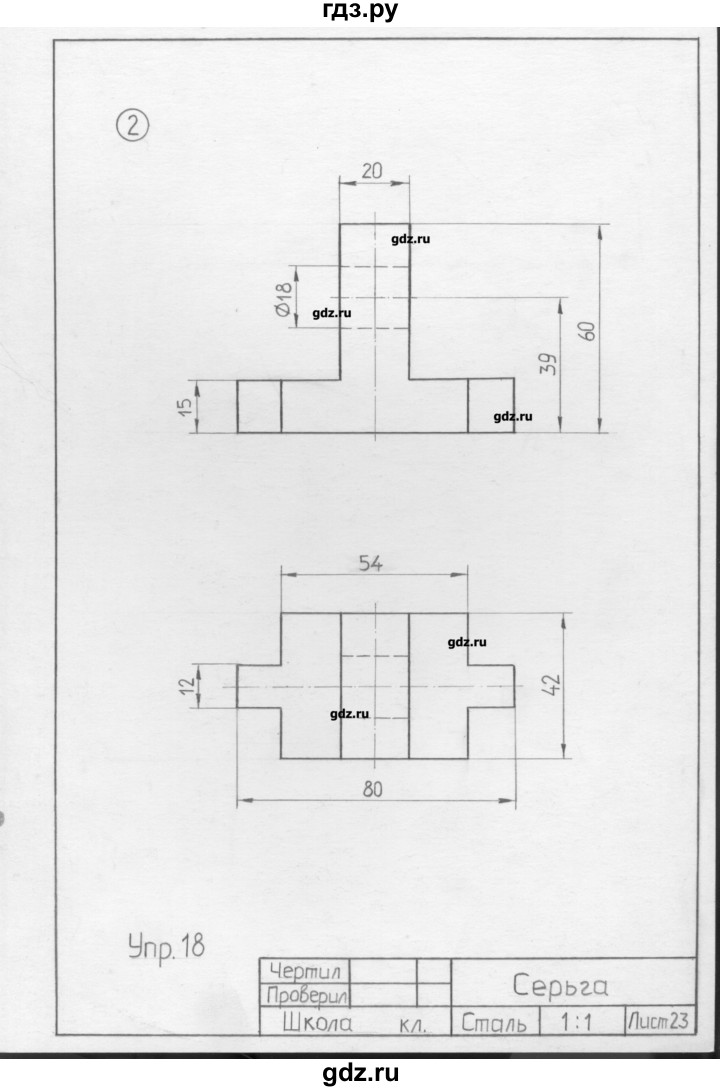 гдз.ру
2
20
gdz.ru
Ø18
gdz.ru
60
39
15
gdz.ru
54
gdz.ru
12
42
gdz.ru
80
Упр. 18
Чертил
Проверил
Серьга
Школа кл. Сталь 1:1 Лист 23
gdz.ru